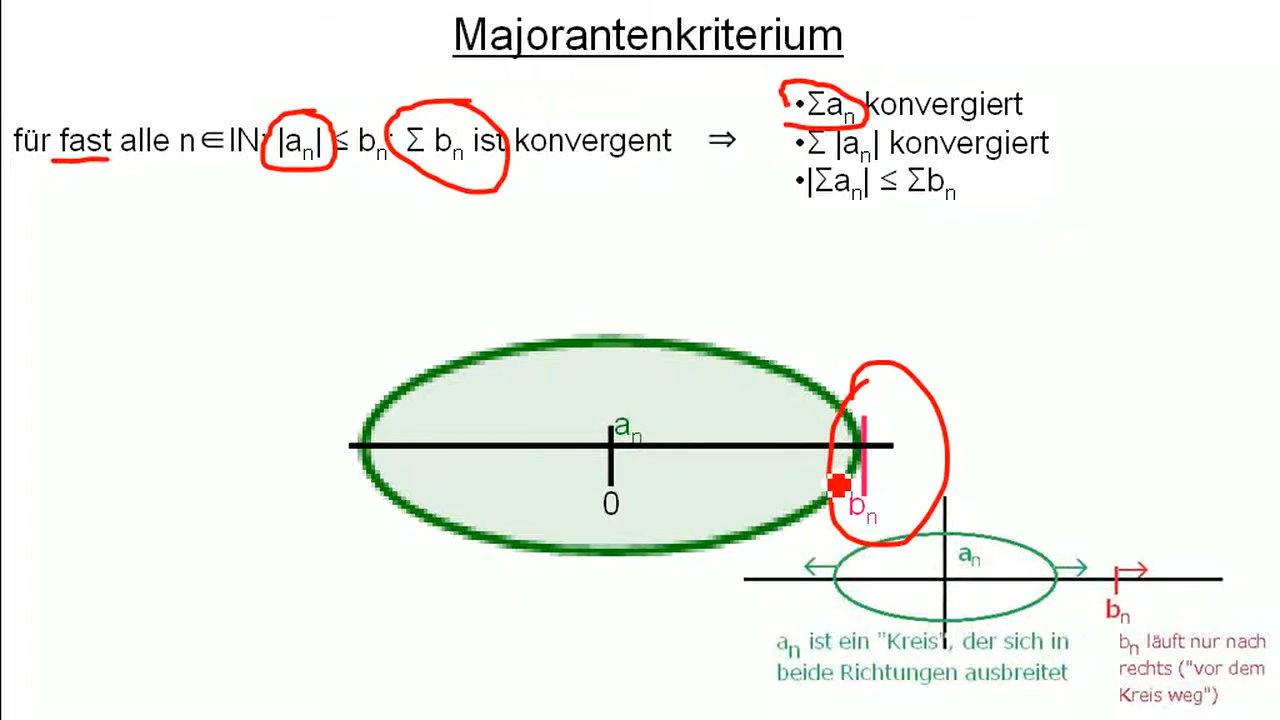 Majorantenkriterium
für fast alle n∈IN: |aₙ| ≤ bₙ; Σ bₙ ist konvergent ⇒
•Σaₙ konvergiert
•Σ |aₙ| konvergiert
•|Σaₙ| ≤ Σbₙ
aₙ
0
bₙ
aₙ
bₙ
aₙ ist ein "Kreis", der sich in
beide Richtungen ausbreitet
bₙ läuft nur nach
rechts ("vor dem
Kreis weg")